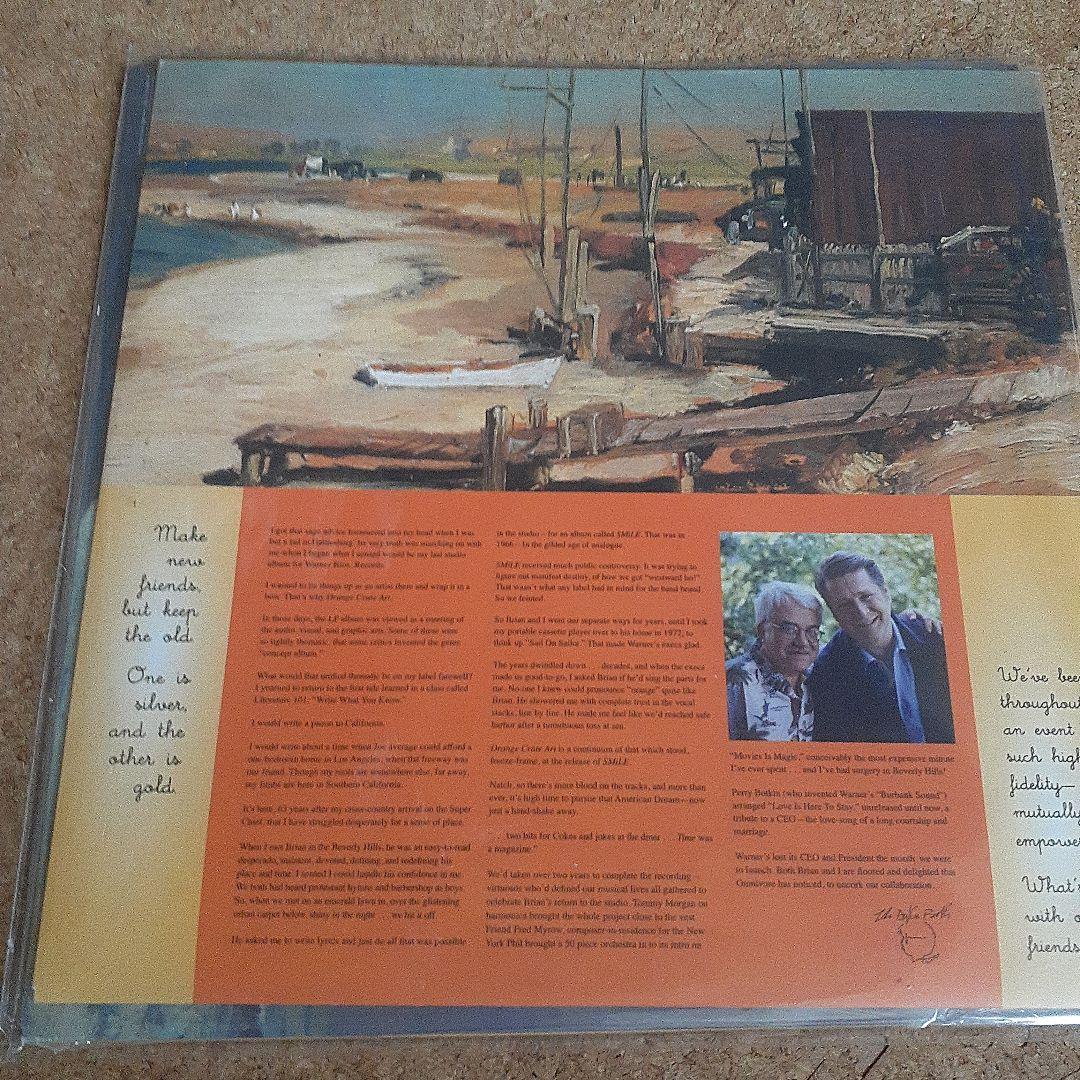 Make
new
friends,
but keep
the old
One is
silver,
and the
other is
gold
I got that sage advice hammered into my head when I was
but a tad in
me when I began what I sensed would be my last studio
album for Warner Bros. Records.
I wanted to tie things up as an artist there and wrap it in a
bow. That's why Orange Crate Art.
In those days, the LP album was viewed as a meeting of
the audio, visual, and graphic arts. Some of these were
so tightly thematic, that some critics invented the genre
"concept album."
What would that unified thematic be on my label farewell?
I yearned to return to the first tule learned in a class called
Literature 101: "Write What You Know."
I would write a paean to California.
I would write about a time when Joe average could afford a
one-bedroom home in Los Angeles, when the freeway was
our friend. Though my roots are somewhere else, far away,
my limbs are here in Southern California.
It's here, 65 years after my cross-country arrival on the Super
Chief, that I have struggled desperately for a sense of place.
When I met Brian in the Beverly Hills, he was an easy-to-read
desperado, insistent, devoted, defining, and redefining his
place and time. I sensed I could handle his confidence in me.
We both had heard protestant hymns and barbershop as boys.
So, when we met on an emerald lawn in, over the glistening
urban carpet below, shiny in the night . . . we hit it off.
He asked me to write lyrics and just do all that was possible
in the studio – for an album called SMiLE. That was in
1966 – In the gilded age of analogue.
SMiLE received much public controversy. It was trying to
figure out manifest destiny, of how we got "westward ho!"
That wasn't what any label had in mind for the band brand.
So we feinted.
So Brian and I went our separate ways for years, until I took
my portable cassette player over to his home in 1972, to
think up "Sail On Sailor." That made Warner's execs glad.
The years dwindled down . . . decades, and when the execs
made us good-to-go, I asked Brian if he'd sing the parts for
me. No one I knew could pronounce "orange" quite like
Brian. He showered me with complete trust in the vocal
stacks, line by line. He made me feel like we'd reached safe
harbor after a tumultuous toss at sea.
Orange Crate Art is a continuation of that which stood,
freeze-frame, at the release of SMiLE.
Natch, so there's more blood on the tracks, and more than
ever, it's high time to pursue that American Dream—now
just a hand-shake away.
. . . two bits for Cokes and jokes at the diner . . . Time was
a magazine."
We'd taken over two years to complete the recording –
virtuosos who'd defined our musical lives all gathered to
celebrate Brian's return to the studio. Tommy Morgan on
harmonica brought the whole project close to the vest.
Friend Fred Myrow, composer-in-residence for the New
York Phil brought a 50 piece orchestra in to its intro on
"Movies Is Magic," conceivably the most expensive minute
I've ever spent . . . and I've had surgery in Beverly Hills!
Perry Botkin (who invented Warner's "Burbank Sound")
arranged "Love Is Here To Stay," unreleased until now, a
tribute to a CEO – the love-song of a long courtship and
marriage.
Warner's lost its CEO and President the month we were
to launch. Both Brian and I are floored and delighted this
Omnivore has noticed, to uncork our collaboration.
Van Dyke Parks
We've been
throughout
an event
such high
fidelity—
mutually
empower
What's
with o
friends